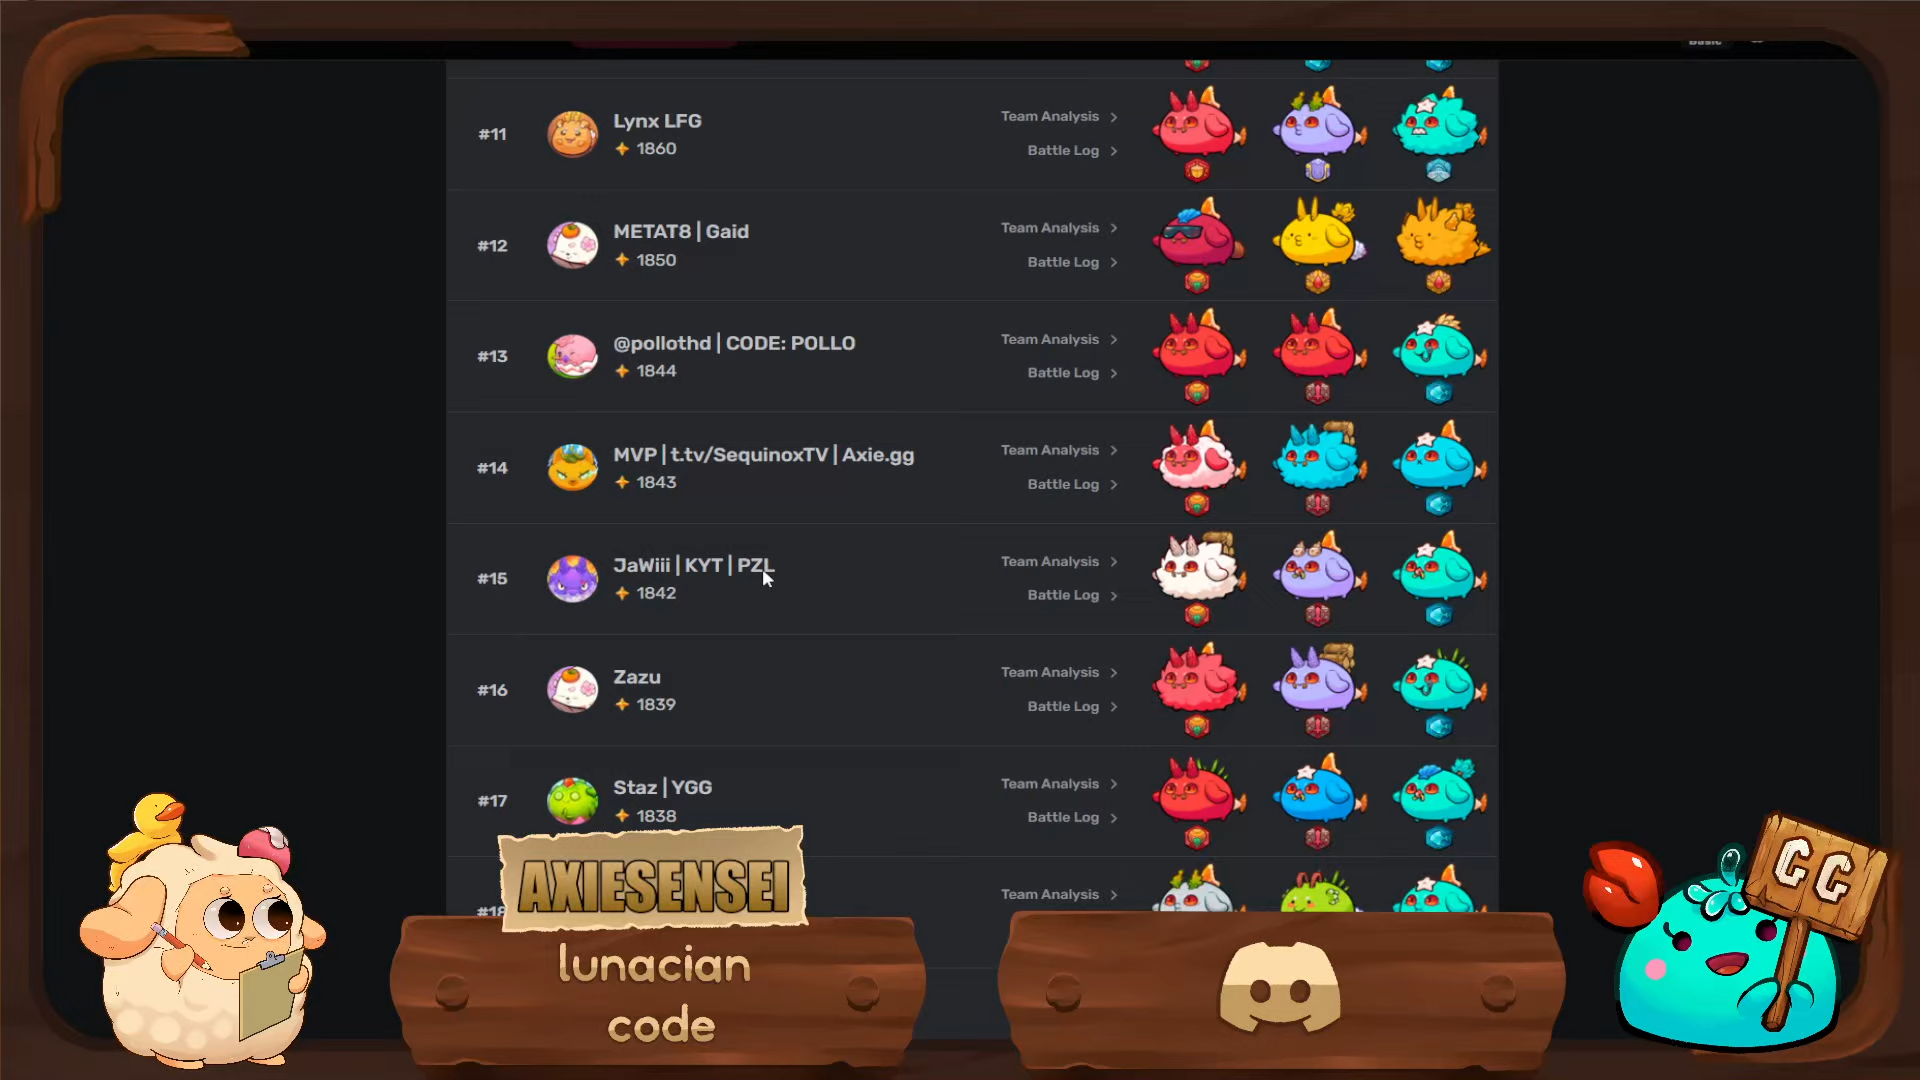 Basic
#11
Lynx LFG
1860
Team Analysis >
Battle Log >
#12
METAT8 | Gaid
1850
Team Analysis >
Battle Log >
#13
@pollothd | CODE: POLLO
1844
Team Analysis >
Battle Log >
#14
MVP | t.tv/SequinoxTV | Axie.gg
1843
Team Analysis >
Battle Log >
#15
JaWiii | KYT | PZL
1842
Team Analysis >
Battle Log >
#16
Zazu
1839
Team Analysis >
Battle Log >
#17
Staz | YGG
1838
Team Analysis >
Battle Log >
#18
Team Analysis >
AXIESENSEI
lunacian
code
CC